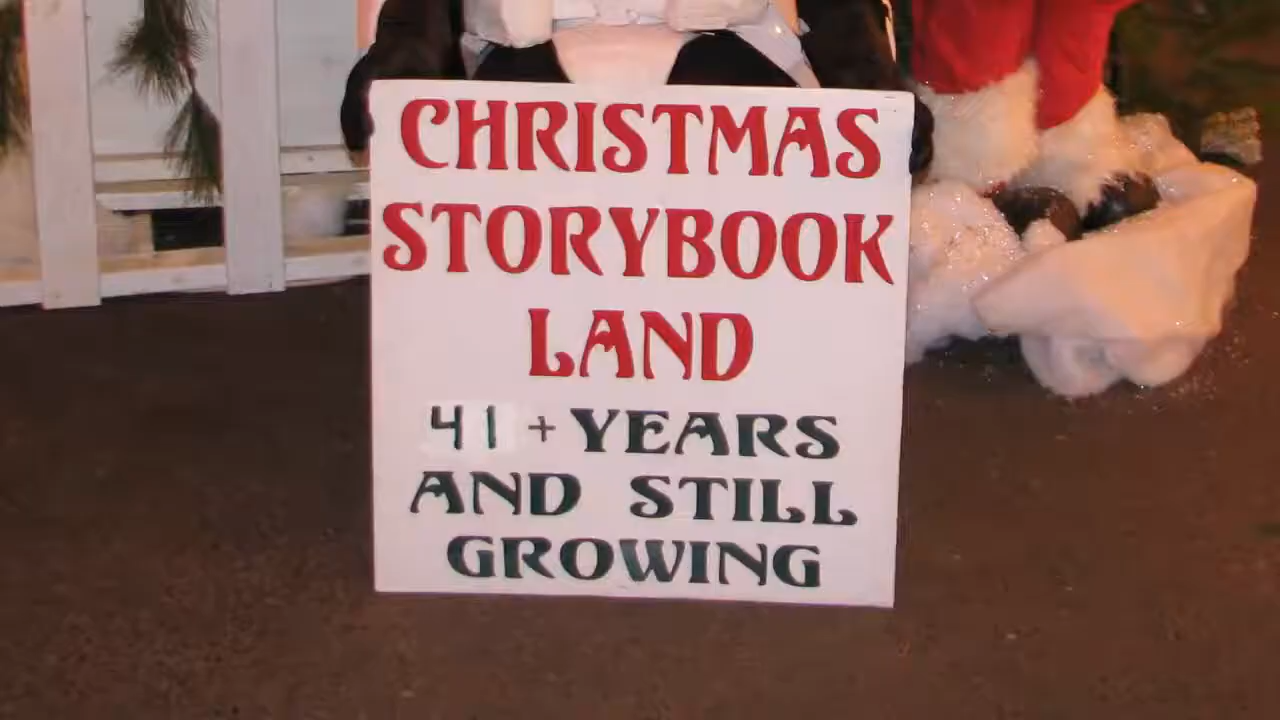 CHRISTMAS
STORYBOOK
LAND
41 + YEARS
AND STILL
GROWING